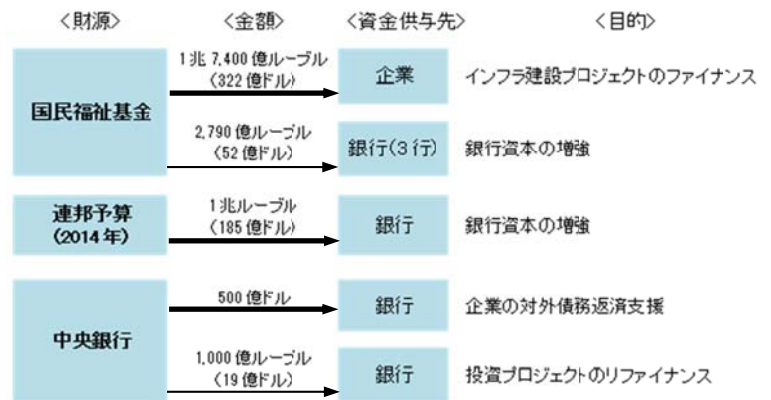 <財源> <金額> <資金供与先> <目的>
1兆7,400億ルーブル
(322億ドル)
国民福祉基金
企業
インフラ建設プロジェクトのファイナンス
2,790億ルーブル
(52億ドル)
銀行(3行)
銀行資本の増強
連邦予算
(2014年)
1兆ルーブル
(185億ドル)
銀行
銀行資本の増強
中央銀行
500億ドル
銀行
企業の対外債務返済支援
1,000億ルーブル
(19億ドル)
銀行
投資プロジェクトのリファイナンス